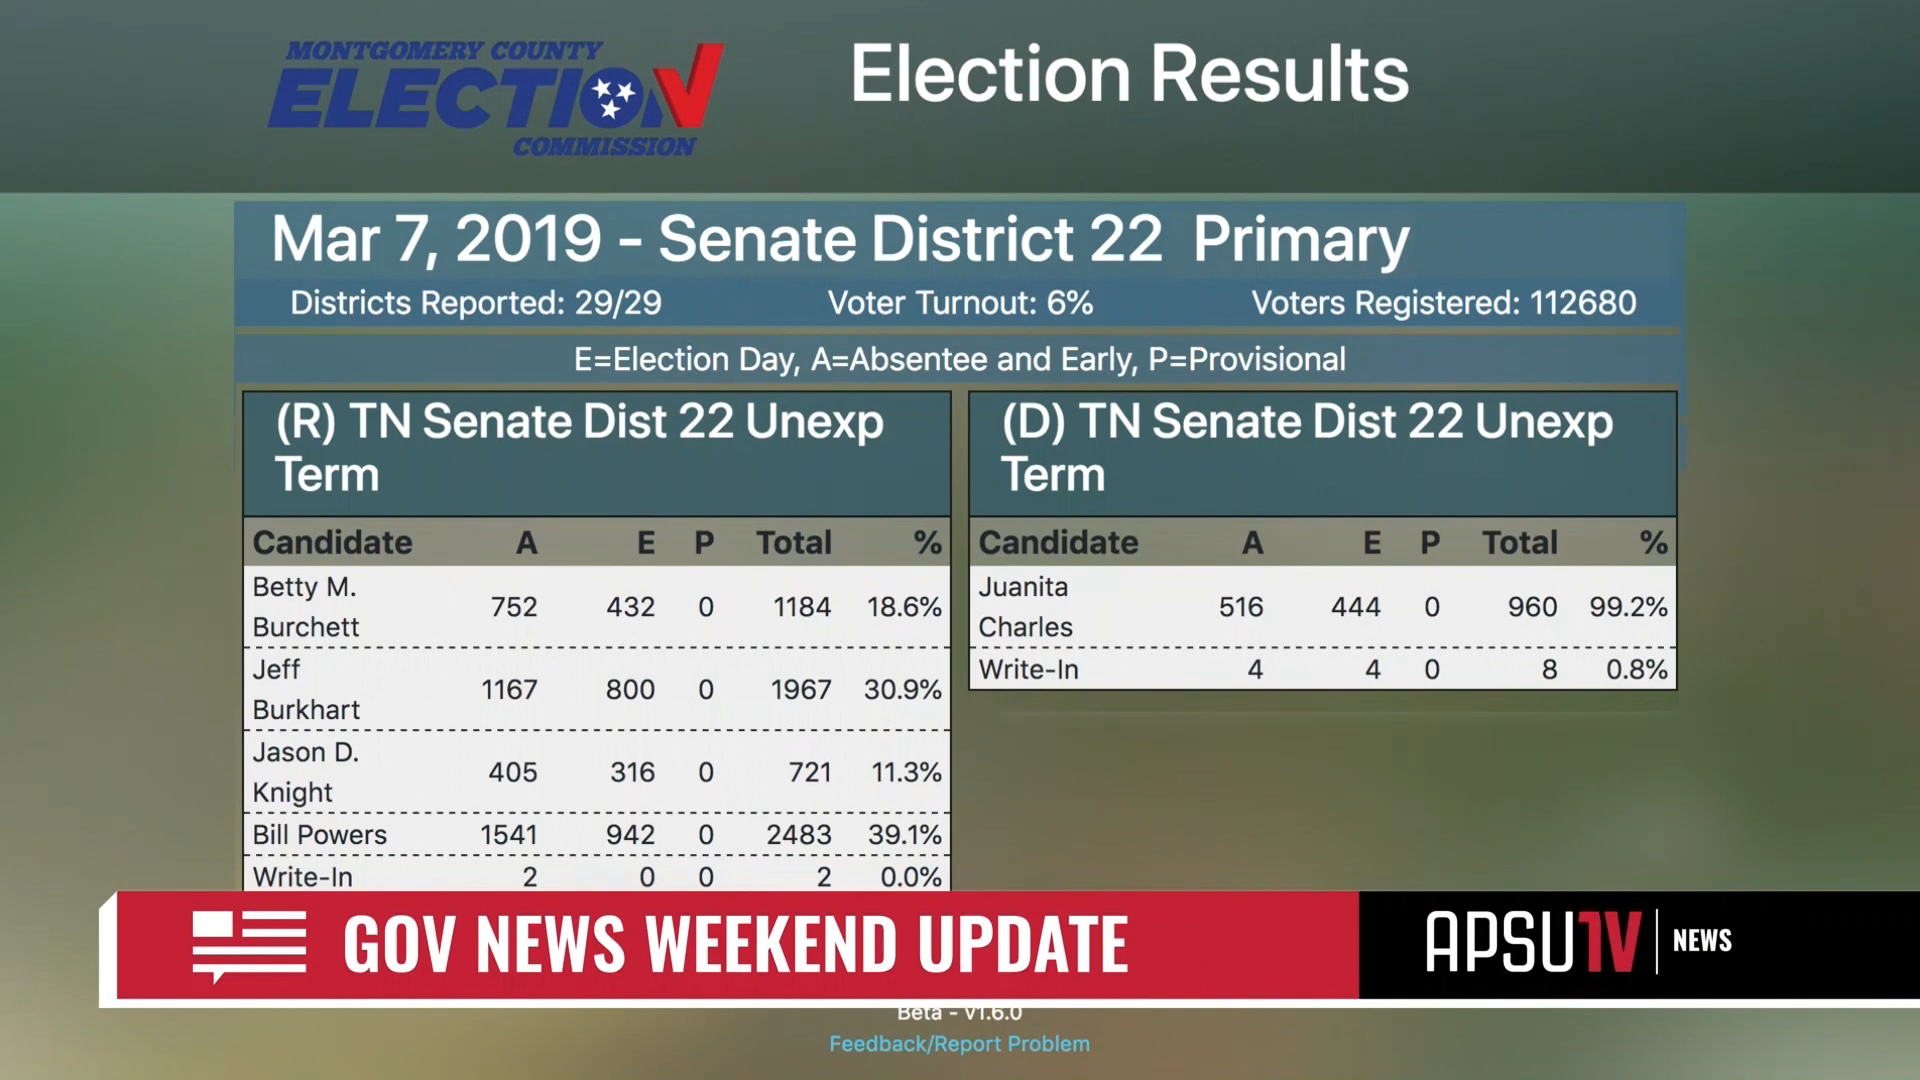 MONTGOMERY COUNTY
ELECTION
COMMISSION
Election Results
Mar 7, 2019 - Senate District 22 Primary
Districts Reported: 29/29 Voter Turnout: 6% Voters Registered: 112680
E=Election Day, A=Absentee and Early, P=Provisional
(R) TN Senate Dist 22 Unexp
Term
Candidate A E P Total %
Betty M.
Burchett 752 432 0 1184 18.6%
Jeff
Burkhart 1167 800 0 1967 30.9%
Jason D.
Knight 405 316 0 721 11.3%
Bill Powers 1541 942 0 2483 39.1%
Write-In 2 0 0 2 0.0%
(D) TN Senate Dist 22 Unexp
Term
Candidate A E P Total %
Juanita
Charles 516 444 0 960 99.2%
Write-In 4 4 0 8 0.8%
GOV NEWS WEEKEND UPDATE
APSUTV NEWS
Beta - v1.6.0
Feedback/Report Problem